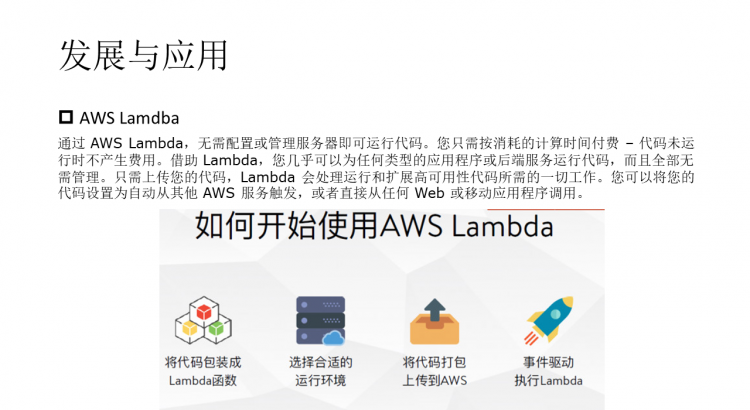 发展与应用
AWS Lamdba
通过 AWS Lambda，无需配置或管理服务器即可运行代码。您只需按消耗的计算时间付费 – 代码未运
行时不产生费用。借助 Lambda，您几乎可以为任何类型的应用程序或后端服务运行代码，而且全部无
需管理。只需上传您的代码，Lambda 会处理运行和扩展高可用性代码所需的一切工作。您可以将您的
代码设置为自动从其他 AWS 服务触发，或者直接从任何 Web 或移动应用程序调用。
如何开始使用AWS Lambda
将代码包装成
Lambda函数
选择合适的
运行环境
将代码打包
上传到AWS
事件驱动
执行Lambda